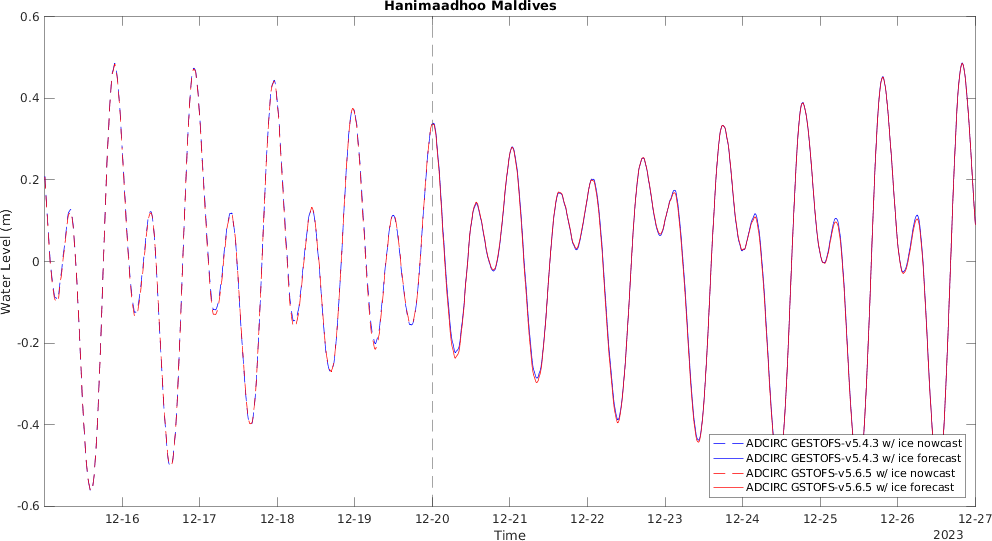 Hanimaadhoo Maldives
0.6
0.4
0.2
0
-0.2
-0.4
-0.6
Water Level (m)
ADCIRC GESTOFS-v5.4.3 w/ ice nowcast
ADCIRC GESTOFS-v5.4.3 w/ ice forecast
ADCIRC GSTOFS-v5.6.5 w/ ice nowcast
ADCIRC GSTOFS-v5.6.5 w/ ice forecast
12-16 12-17 12-18 12-19 12-20 12-21 12-22 12-23 12-24 12-25 12-26 12-27
Time
2023